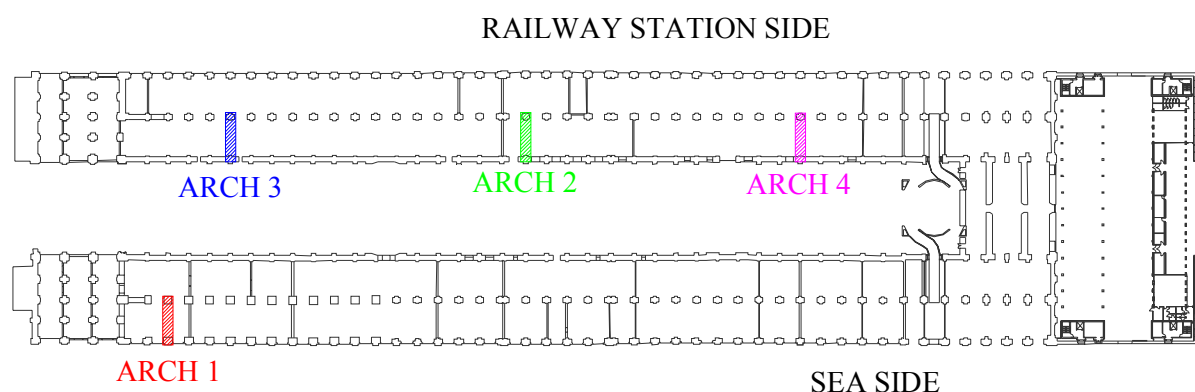 RAILWAY STATION SIDE
ARCH 3
ARCH 2
ARCH 4
ARCH 1
SEA SIDE